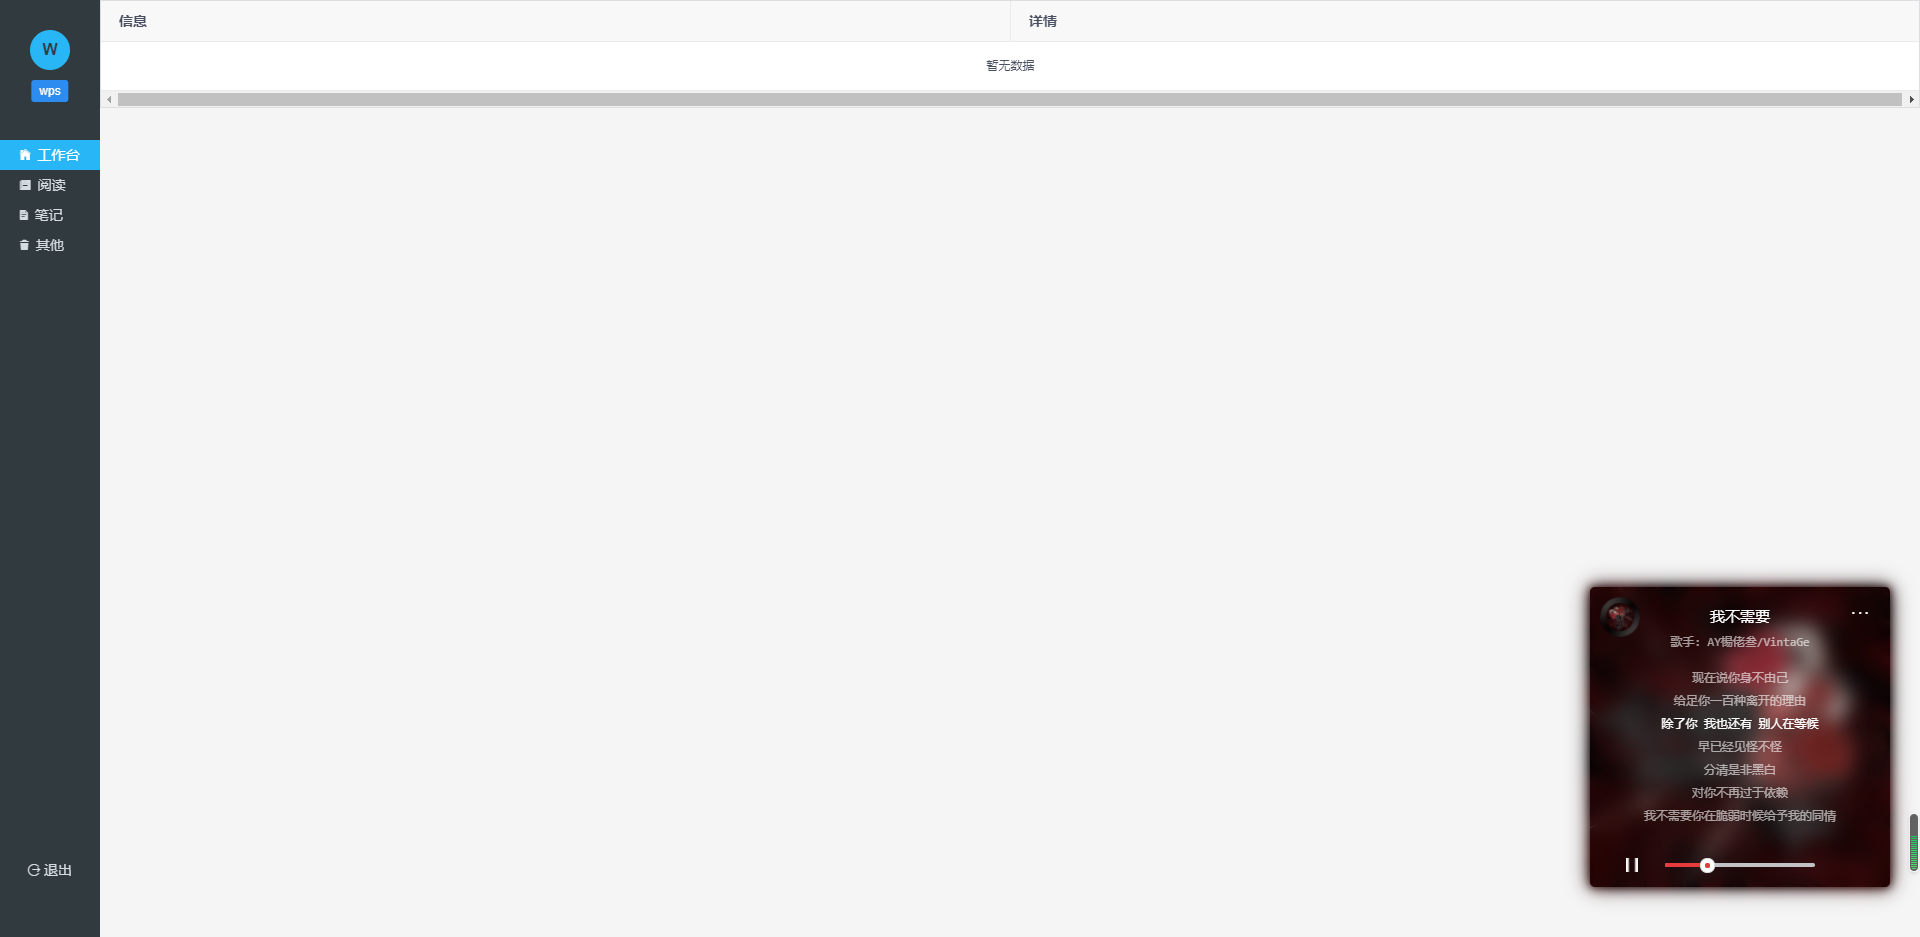 W
wps
工作台
阅读
笔记
其他
退出
信息
详情
暂无数据
我不需要
歌手: AY楊佬叁/VintaGe
现在说你身不由己
给足你一百种离开的理由
除了你 我也还有 别人在等候
早已经见怪不怪
分清是非黑白
对你不再过于依赖
我不需要你在脆弱时候给予我的同情